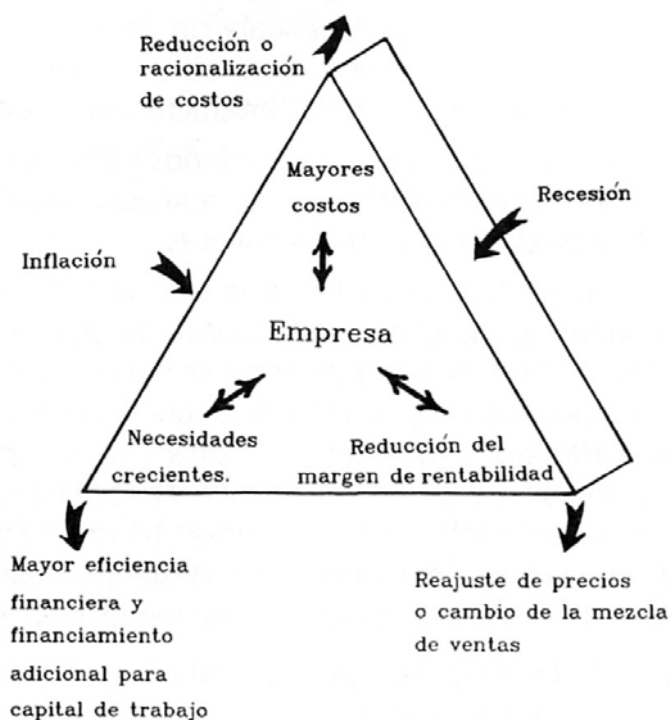 Reducción o
racionalización
de costos
Mayores
costos
Recesión
Inflación
Empresa
Necesidades
crecientes.
Reducción del
margen de rentabilidad
Mayor eficiencia
financiera y
financiamiento
adicional para
capital de trabajo
Reajuste de precios
o cambio de la mezcla
de ventas